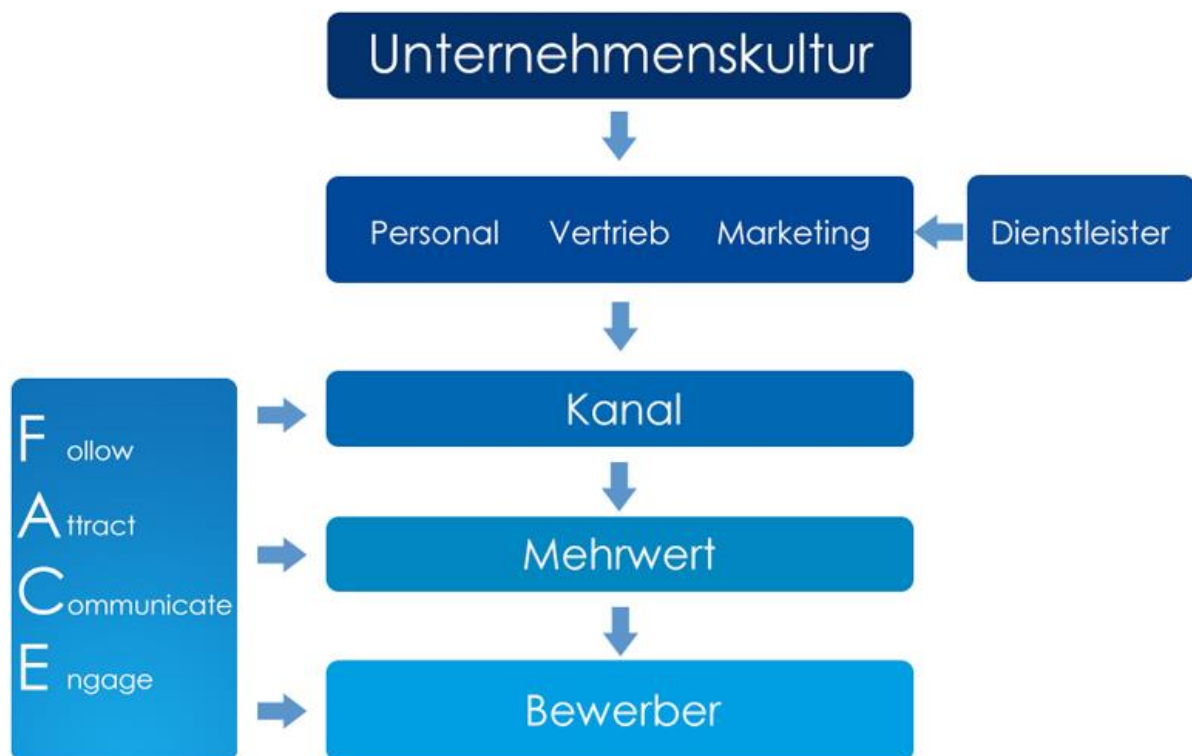 Unternehmenskultur
Personal Vertrieb Marketing
Dienstleister
Kanal
Follow
Attract
Mehrwert
Communicate
Engage
Bewerber